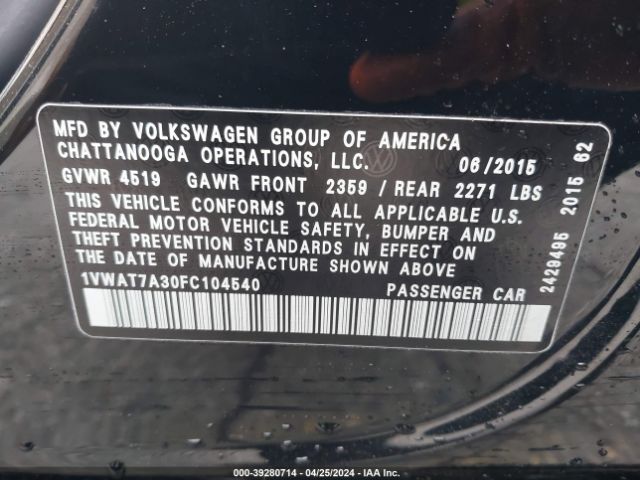 MFD BY VOLKSWAGEN GROUP OF AMERICA
CHATTANOOGA OPERATIONS, LLC. 06/2015
GVWR 4519 GAWR FRONT 2359 / REAR 2271 LBS
THIS VEHICLE CONFORMS TO ALL APPLICABLE U.S.
FEDERAL MOTOR VEHICLE SAFETY, BUMPER AND
THEFT PREVENTION STANDARDS IN EFFECT ON
THE DATE OF MANUFACTURE SHOWN ABOVE
1VWAT7A30FC104540 PASSENGER CAR
2429495 2015 62
000-39280714 - 04/25/2024 - IAA Inc.